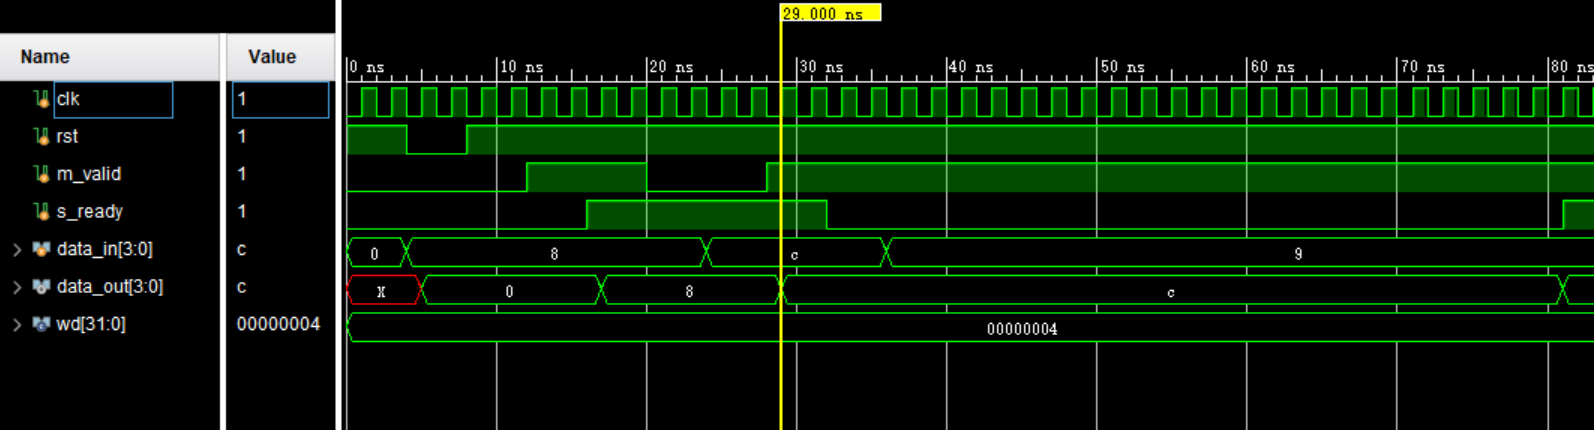 29.000 ns
Name Value
0 ns 10 ns 20 ns 30 ns 40 ns 50 ns 60 ns 70 ns 80 ns
clk 1
rst 1
m_valid 1
s_ready 1
data_in[3:0] c 0 8 c 9
data_out[3:0] c X 0 8 c
wd[31:0] 00000004 00000004